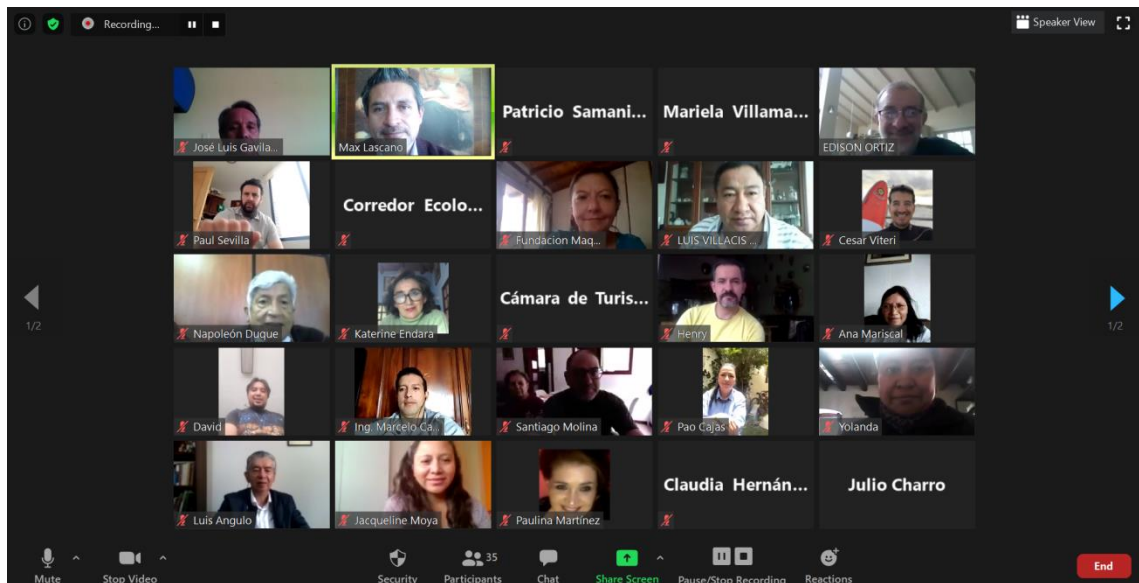 Recording...
Speaker View
José Luis Gavila...
Max Lascano
Patricio Samani...
Mariela Villama...
EDISON ORTIZ
Paul Sevilla
Corredor Ecolo...
Fundacion Maq...
LUIS VILLACIS ...
Cesar Viteri
Napoleón Duque
Katerine Endara
Cámara de Turis...
Henry
Ana Mariscal
1/2
1/2
David
Ing. Marcelo Ca...
Santiago Molina
Pao Cajas
Yolanda
Luis Angulo
Jacqueline Moya
Paulina Martínez
Claudia Hernán...
Julio Charro
35
Mute
Stop Video
Security
Participants
Chat
Share Screen
Pause/Stop Recording
Reactions
End